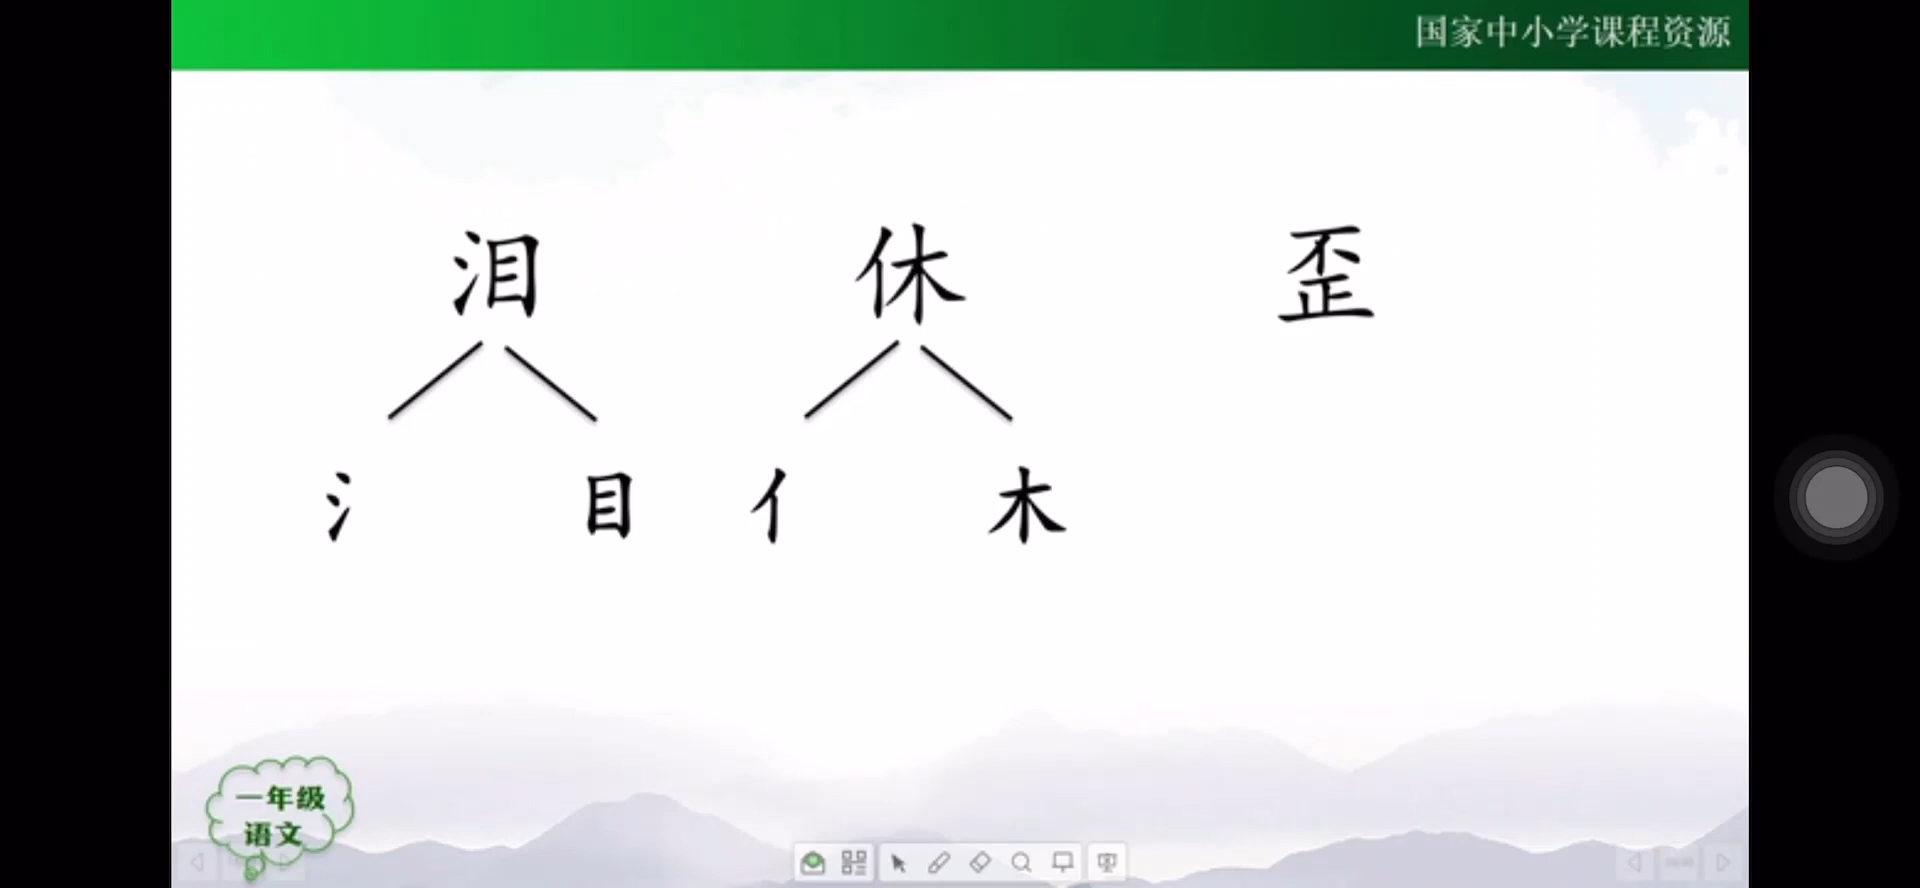 国家中小学课程资源
泪 休 歪
氵 目 亻 木
一年级
语文